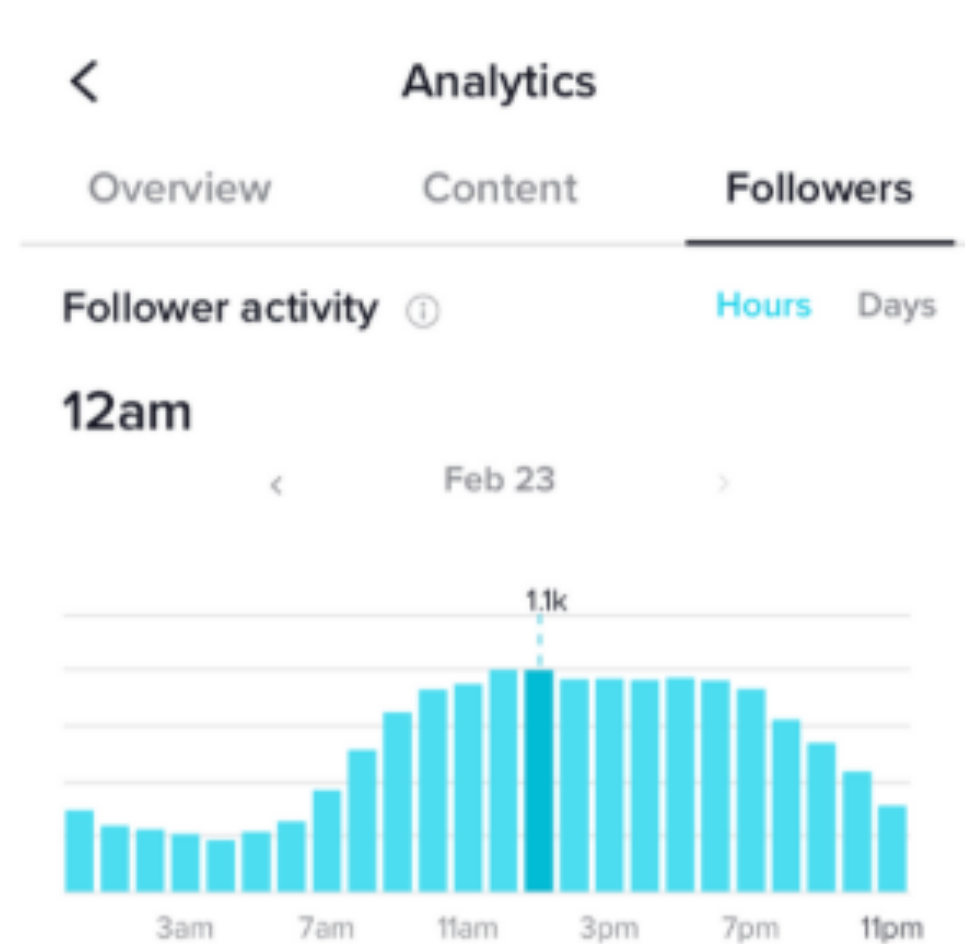 Analytics
Overview Content Followers
Follower activity Hours Days
12am
Feb 23
1.1k
3am 7am 11am 3pm 7pm 11pm